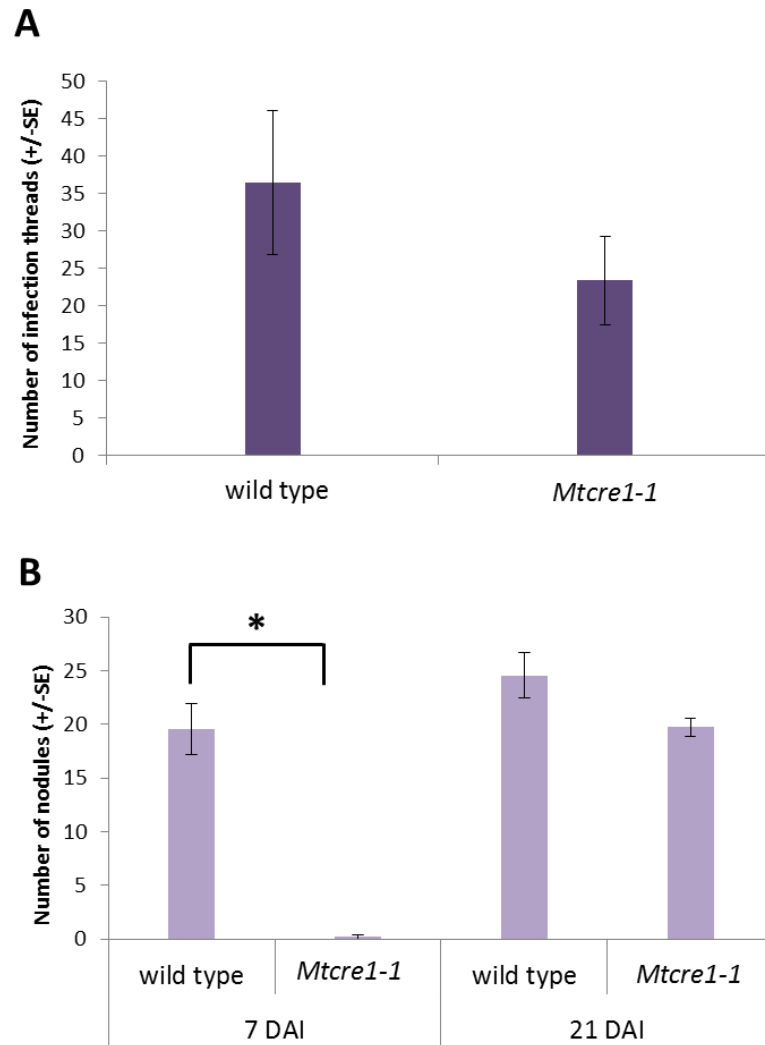 A
Number of infection threads (+/-SE)
50
45
40
35
30
25
20
15
10
5
0
wild type Mtcre1-1
B
Number of nodules (+/-SE)
30
25
20
15
10
5
0
*
wild type Mtcre1-1 wild type Mtcre1-1
7 DAI 21 DAI